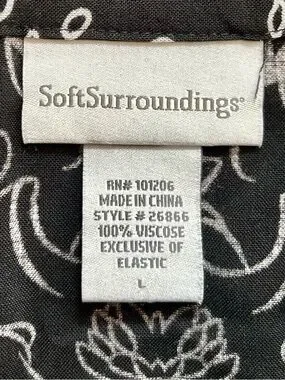 SoftSurroundings®
RN# 101206
MADE IN CHINA
STYLE # 26866
100% VISCOSE
EXCLUSIVE OF
ELASTIC
L